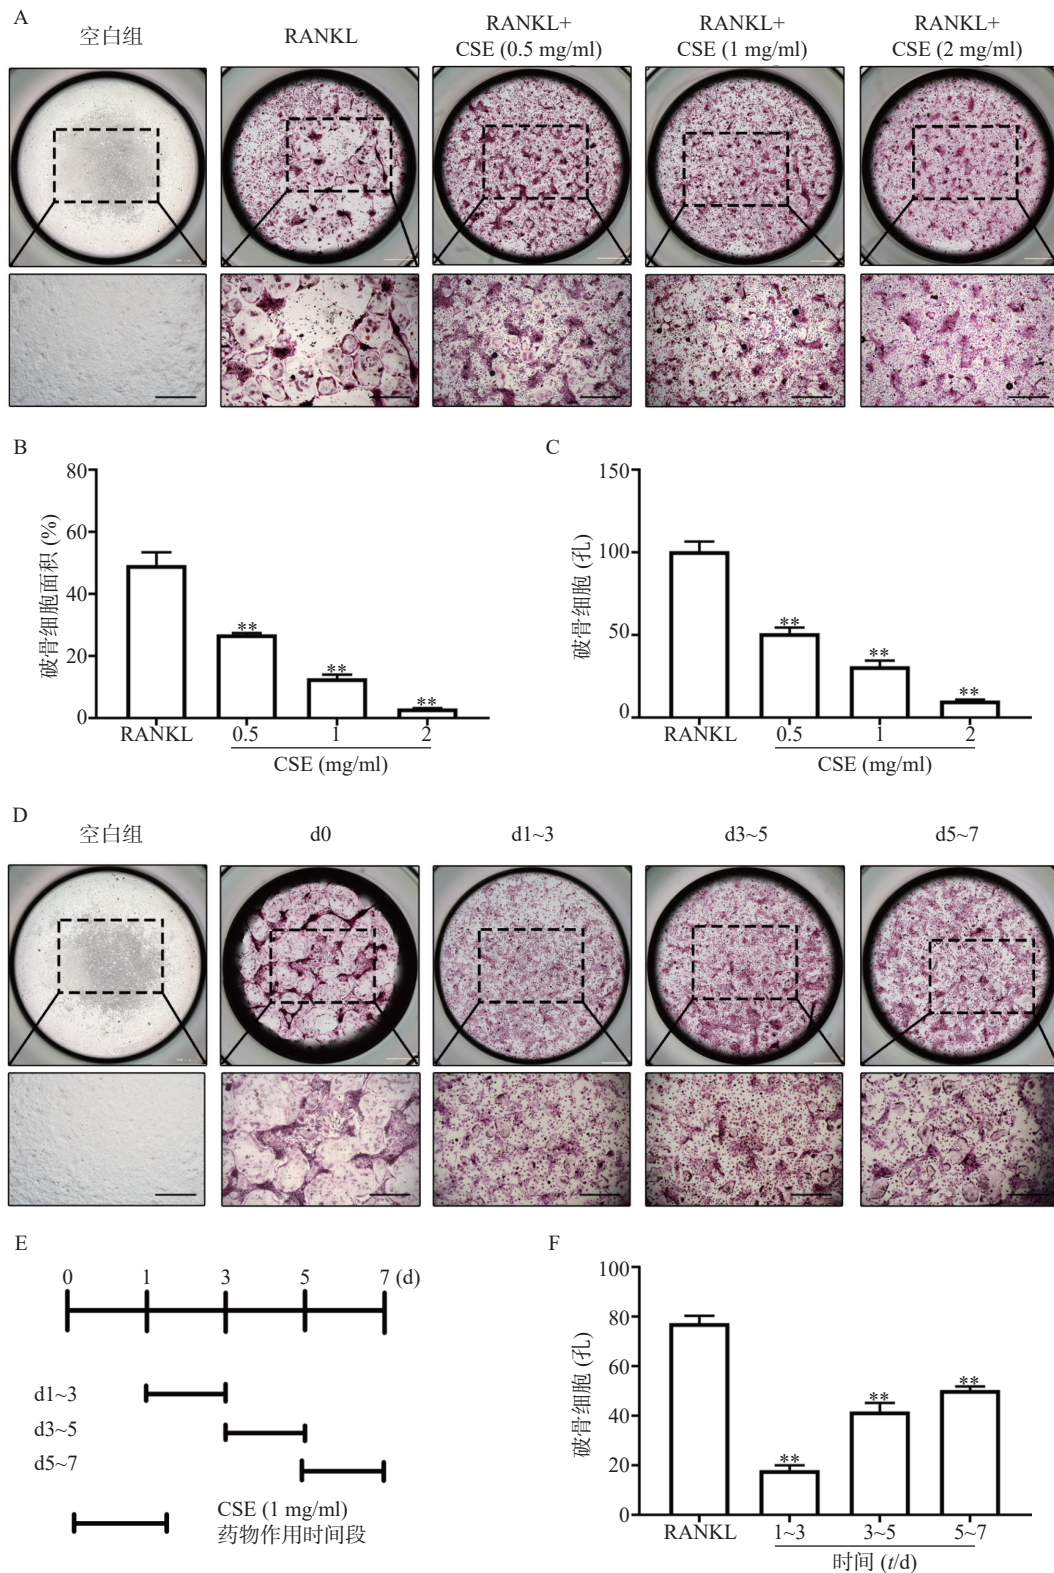 A
空白组
RANKL
RANKL+
CSE (0.5 mg/ml)
RANKL+
CSE (1 mg/ml)
RANKL+
CSE (2 mg/ml)
B
破骨细胞面积 (%)
80
60
40
20
0
**
**
**
RANKL
0.5
1
2
CSE (mg/ml)
C
破骨细胞 (孔)
150
100
50
0
**
**
**
RANKL
0.5
1
2
CSE (mg/ml)
D
空白组
d0
d1~3
d3~5
d5~7
E
0 1 3 5 7 (d)
d1~3
d3~5
d5~7
CSE (1 mg/ml)
药物作用时间段
F
破骨细胞 (孔)
100
80
60
40
20
0
**
**
**
RANKL
1~3
3~5
5~7
时间 (t/d)